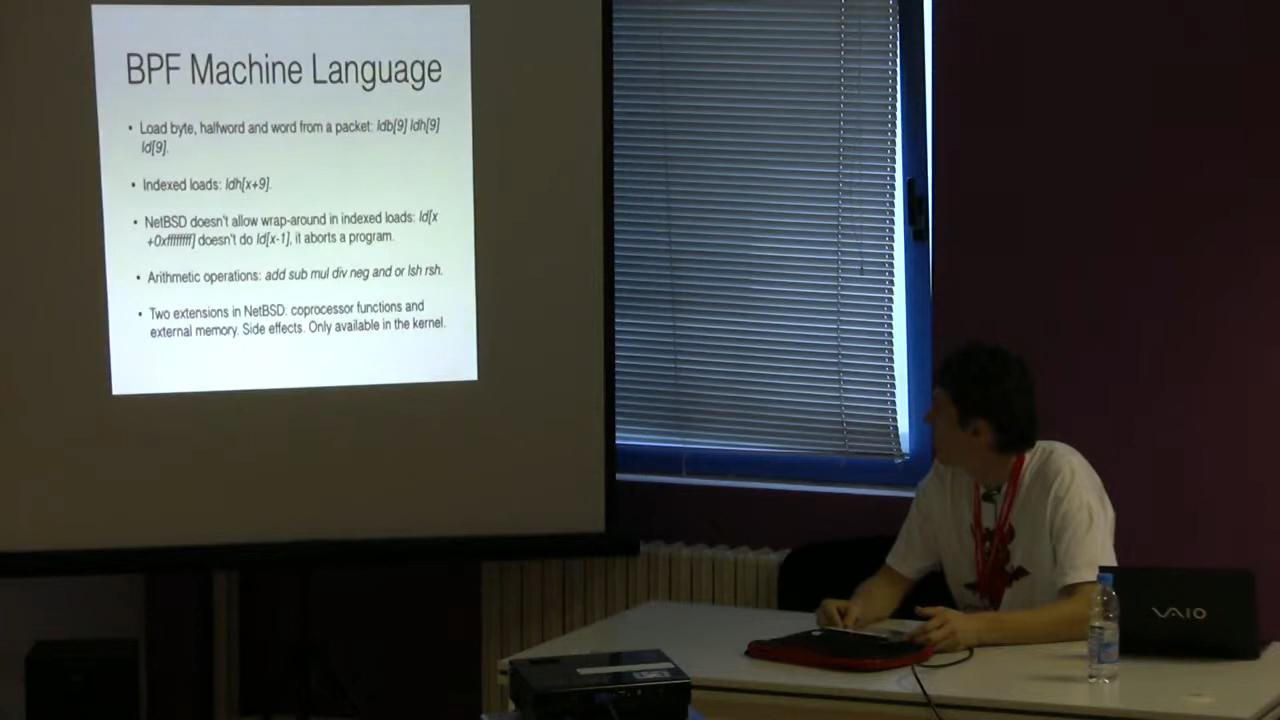 BPF Machine Language
• Load byte, halfword and word from a packet: ldb[9] ldh[9]
ld[9].
• Indexed loads: ldh[x+9].
• NetBSD doesn't allow wrap-around in indexed loads: ld[x
+0xffffffff] doesn't do ld[x-1], it aborts a program.
• Arithmetic operations: add sub mul div neg and or lsh rsh.
• Two extensions in NetBSD: coprocessor functions and
external memory. Side effects. Only available in the kernel.
VAIO